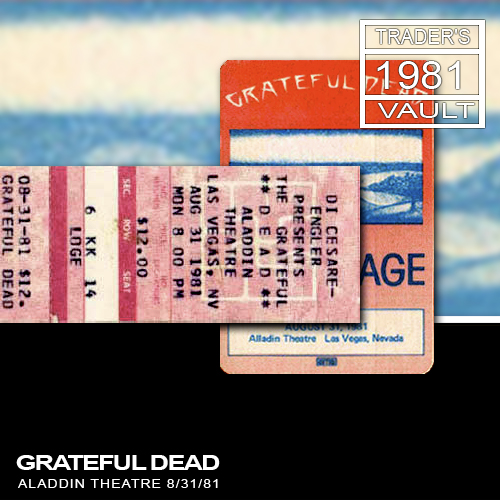 TRADER'S
1981
VAULT
GRATEFUL DEAD
AGE
AUGUST 31, 1981
Alladin Theatre Las Vegas, Nevada
DI CESARE-
ENGLER
PRESENTS
THE GRATEFUL
** D E A D **
ALADDIN
THEATRE
LAS VEGAS, NV
AUG 31 1981
MON 8 00 PM
$12.00
SEC. ROW SEAT
6 KK 14
LOGE
08-31-81 $12.
GRATEFUL DEAD
GRATEFUL DEAD
ALADDIN THEATRE 8/31/81